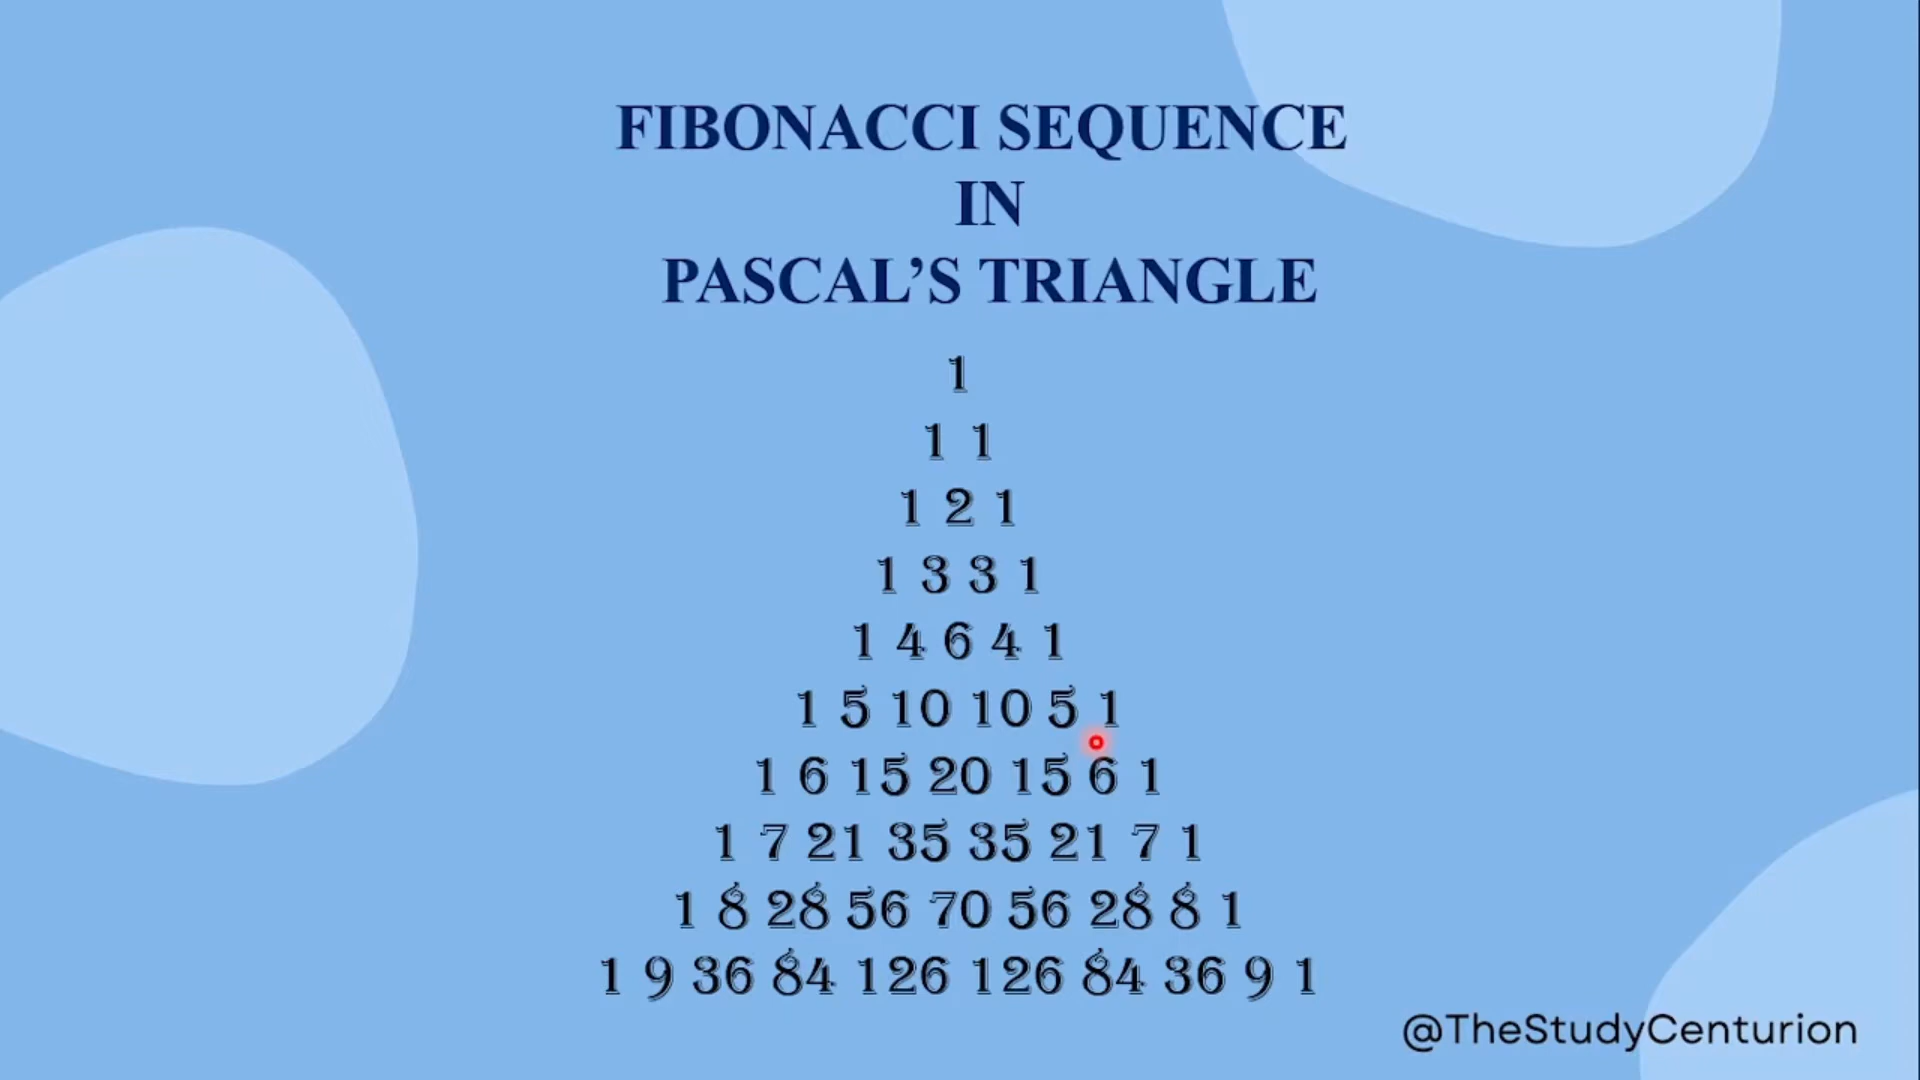 FIBONACCI SEQUENCE
IN
PASCAL’S TRIANGLE
1
1 1
1 2 1
1 3 3 1
1 4 6 4 1
1 5 10 10 5 1
1 6 15 20 15 6 1
1 7 21 35 35 21 7 1
1 8 28 56 70 56 28 8 1
1 9 36 84 126 126 84 36 9 1
@TheStudyCenturion